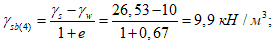 γsb(4) = (γs − γw) / (1 + e) = (26,53 − 10) / (1 + 0,67) = 9,9 кН / м³;